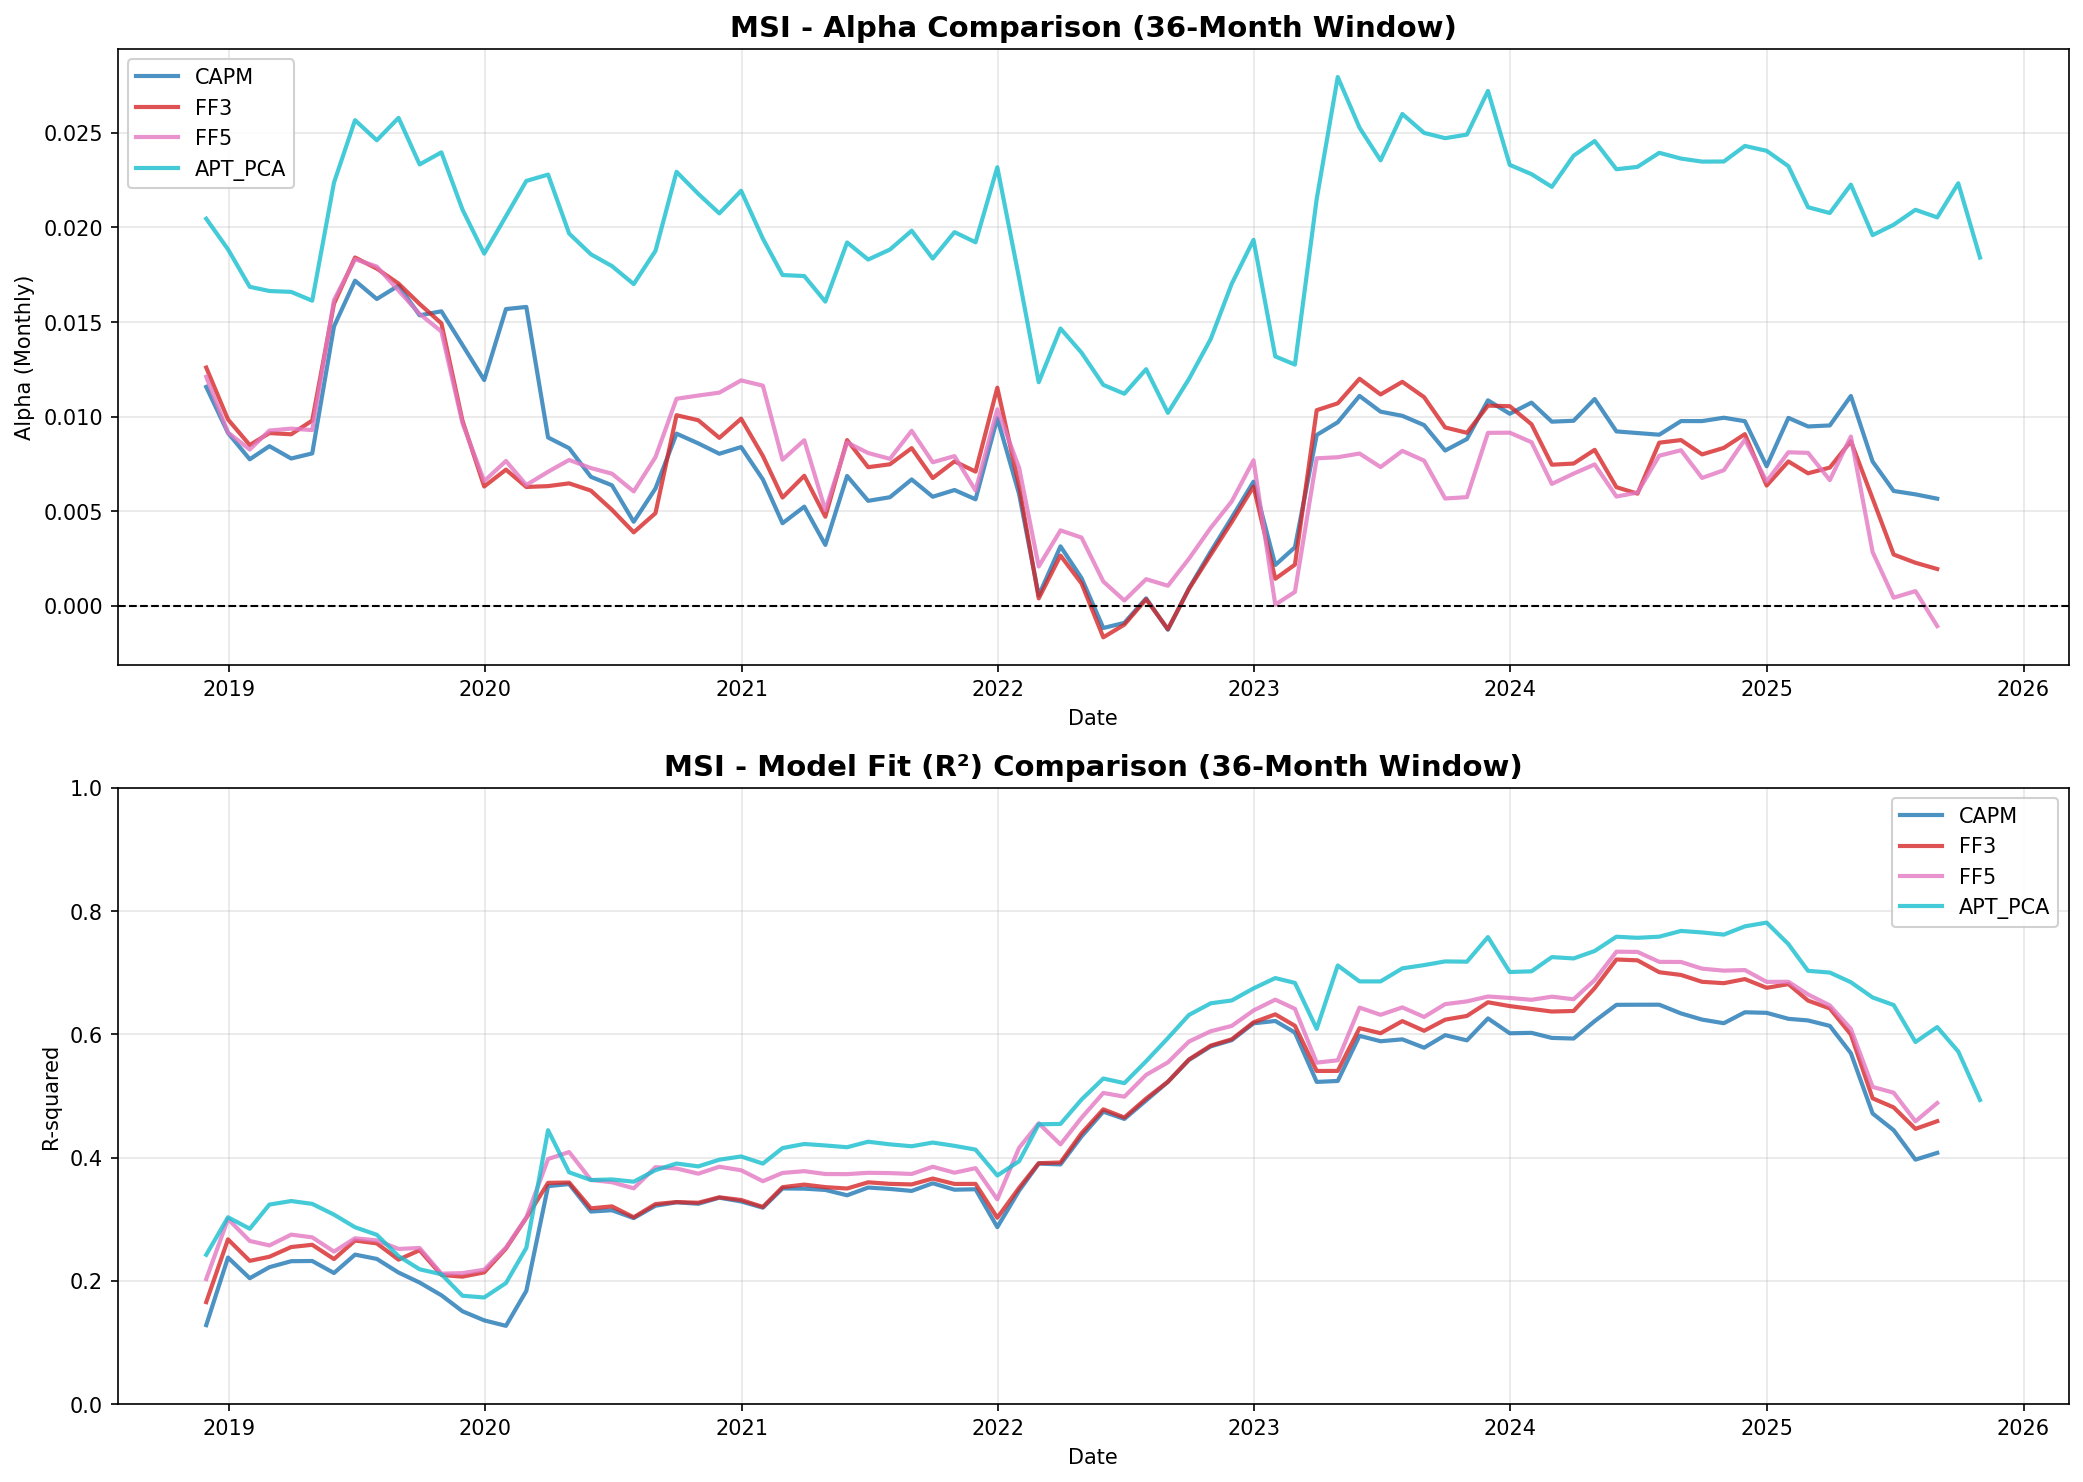 MSI - Alpha Comparison (36-Month Window)
CAPM
FF3
FF5
APT_PCA
Alpha (Monthly)
0.025
0.020
0.015
0.010
0.005
0.000
2019 2020 2021 2022 2023 2024 2025 2026
Date
MSI - Model Fit (R²) Comparison (36-Month Window)
CAPM
FF3
FF5
APT_PCA
R-squared
1.0
0.8
0.6
0.4
0.2
0.0
2019 2020 2021 2022 2023 2024 2025 2026
Date